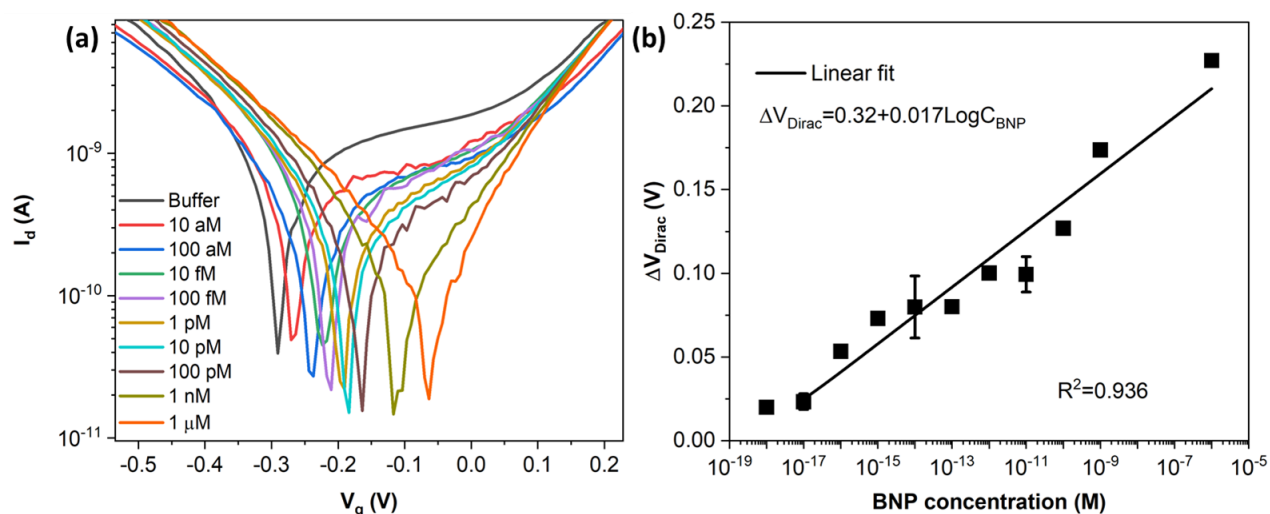 (a)
I_d (A)
10⁻⁹
10⁻¹⁰
10⁻¹¹
Buffer
10 aM
100 aM
10 fM
100 fM
1 pM
10 pM
100 pM
1 nM
1 μM
-0.5 -0.4 -0.3 -0.2 -0.1 0.0 0.1 0.2
V_g (V)
(b)
ΔV_Dirac (V)
0.25
0.20
0.15
0.10
0.05
0.00
Linear fit
ΔV_Dirac=0.32+0.017LogC_BNP
R²=0.936
10⁻¹⁹ 10⁻¹⁷ 10⁻¹⁵ 10⁻¹³ 10⁻¹¹ 10⁻⁹ 10⁻⁷ 10⁻⁵
BNP concentration (M)